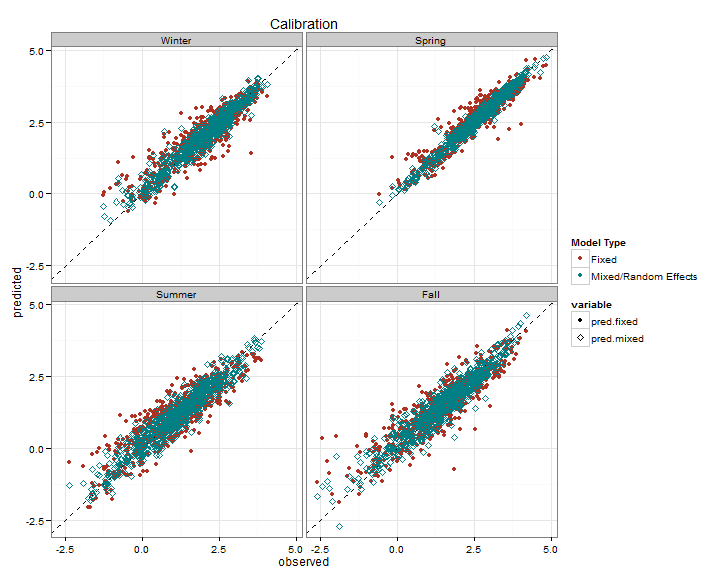 Calibration
Winter
Spring
5.0
2.5
0.0
-2.5
Summer
Fall
5.0
2.5
0.0
-2.5
-2.5 0.0 2.5 5.0
-2.5 0.0 2.5 5.0
observed
predicted
Model Type
Fixed
Mixed/Random Effects
variable
pred.fixed
pred.mixed